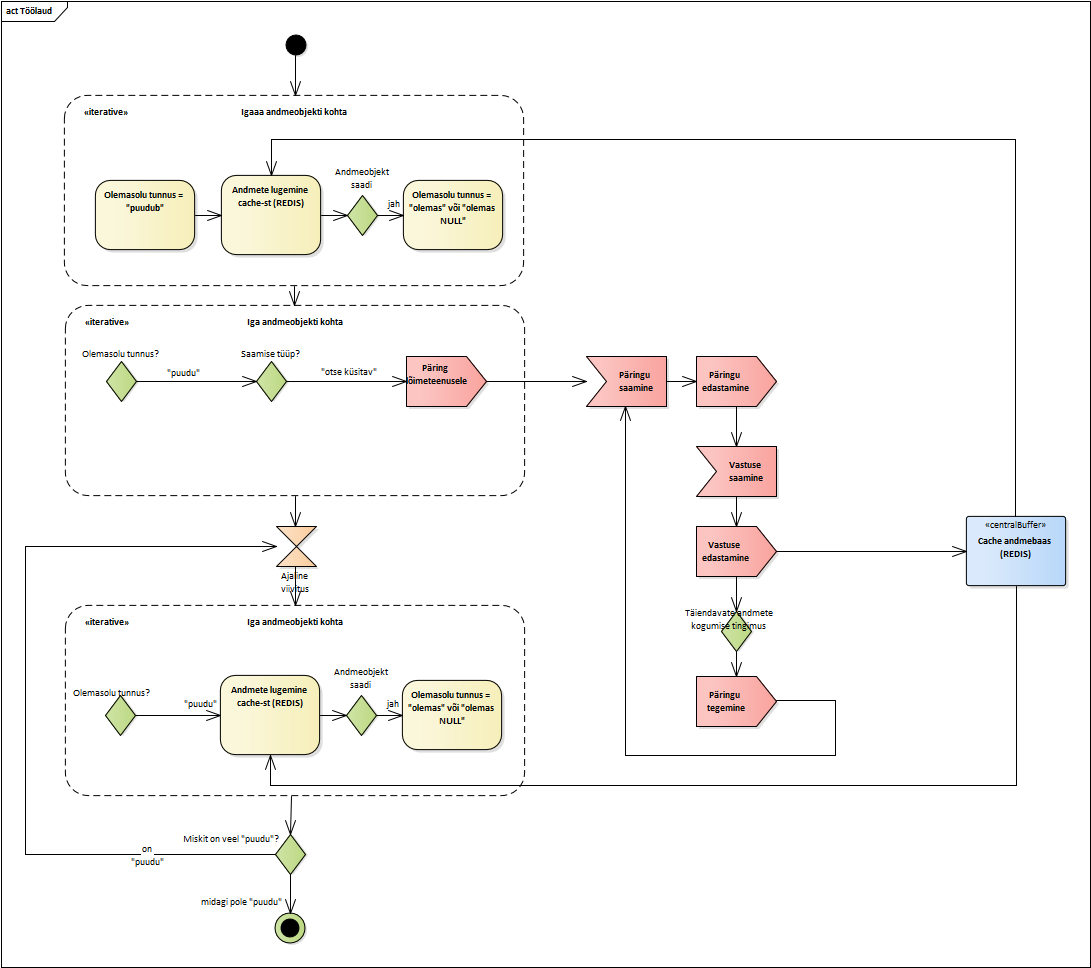 act Töölaud
«iterative»
Igaaa andmeobjekti kohta
Olemasolu tunnus =
"puudub"
Andmete lugemine
cache-st (REDIS)
Andmeobjekt
saadi
jah
Olemasolu tunnus =
"olemas" või "olemas
NULL"
«iterative»
Iga andmeobjekti kohta
Olemasolu tunnus?
"puudu"
Saamise tüüp?
"otse küsitav"
Päring
lõimeteenusele
Päringu
saamine
Päringu
edastamine
Vastuse
saamine
Vastuse
edastamine
«centralBuffer»
Cache andmebaas
(REDIS)
Ajaline
viivitus
Täiendavate andmete
kogumise tingimus
Päringu
tegemine
«iterative»
Iga andmeobjekti kohta
Olemasolu tunnus?
"puudu"
Andmete lugemine
cache-st (REDIS)
Andmeobjekt
saadi
jah
Olemasolu tunnus =
"olemas" või "olemas
NULL"
Miskit on veel "puudu"?
on
"puudu"
midagi pole "puudu"